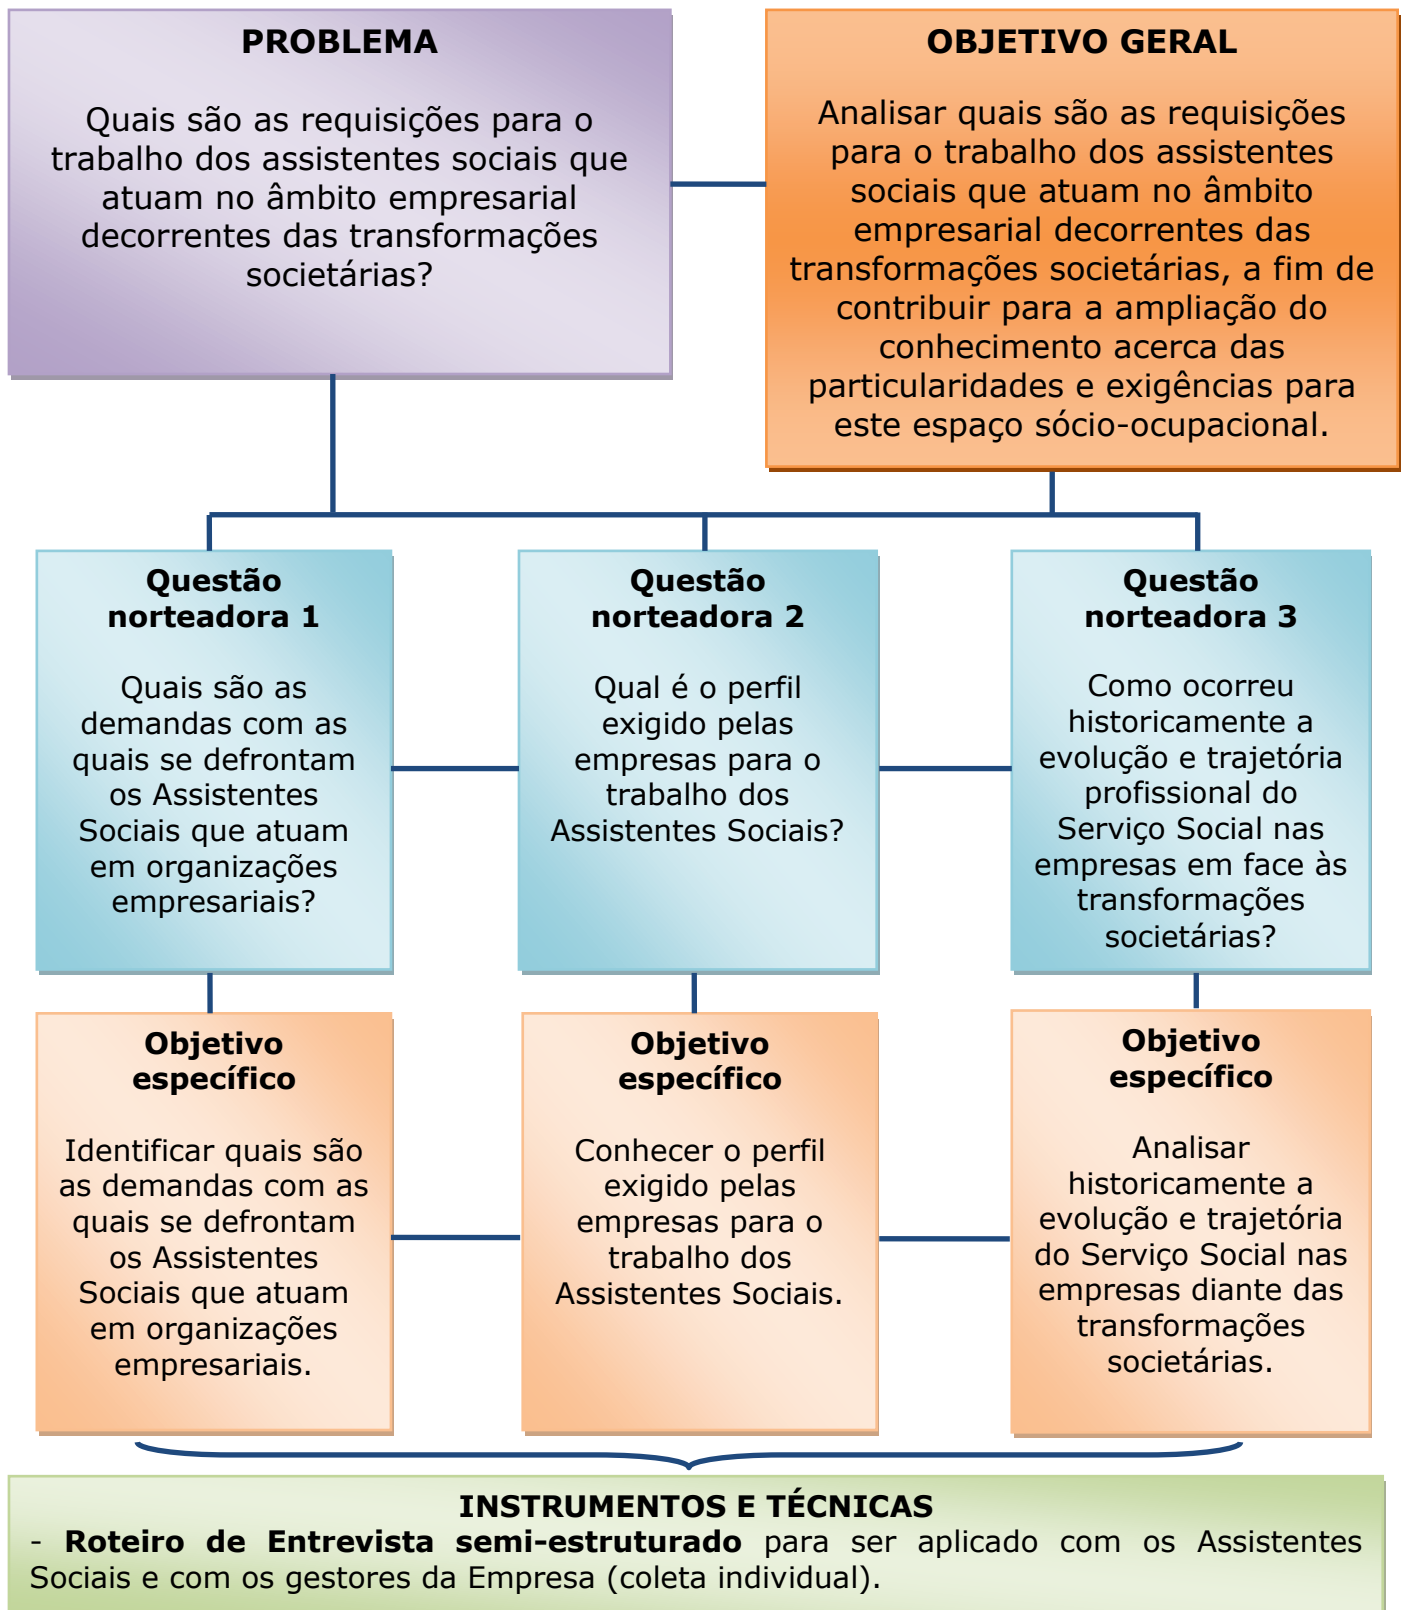 PROBLEMA
Quais são as requisições para o
trabalho dos assistentes sociais que
atuam no âmbito empresarial
decorrentes das transformações
societárias?
OBJETIVO GERAL
Analisar quais são as requisições
para o trabalho dos assistentes
sociais que atuam no âmbito
empresarial decorrentes das
transformações societárias, a fim de
contribuir para a ampliação do
conhecimento acerca das
particularidades e exigências para
este espaço sócio-ocupacional.
Questão
norteadora 1
Quais são as
demandas com as
quais se defrontam
os Assistentes
Sociais que atuam
em organizações
empresariais?
Questão
norteadora 2
Qual é o perfil
exigido pelas
empresas para o
trabalho dos
Assistentes Sociais?
Questão
norteadora 3
Como ocorreu
historicamente a
evolução e trajetória
profissional do
Serviço Social nas
empresas em face às
transformações
societárias?
Objetivo
específico
Identificar quais são
as demandas com as
quais se defrontam
os Assistentes
Sociais que atuam
em organizações
empresariais.
Objetivo
específico
Conhecer o perfil
exigido pelas
empresas para o
trabalho dos
Assistentes Sociais.
Objetivo
específico
Analisar
historicamente a
evolução e trajetória
do Serviço Social nas
empresas diante das
transformações
societárias.
INSTRUMENTOS E TÉCNICAS
- Roteiro de Entrevista semi-estruturado para ser aplicado com os Assistentes
Sociais e com os gestores da Empresa (coleta individual).